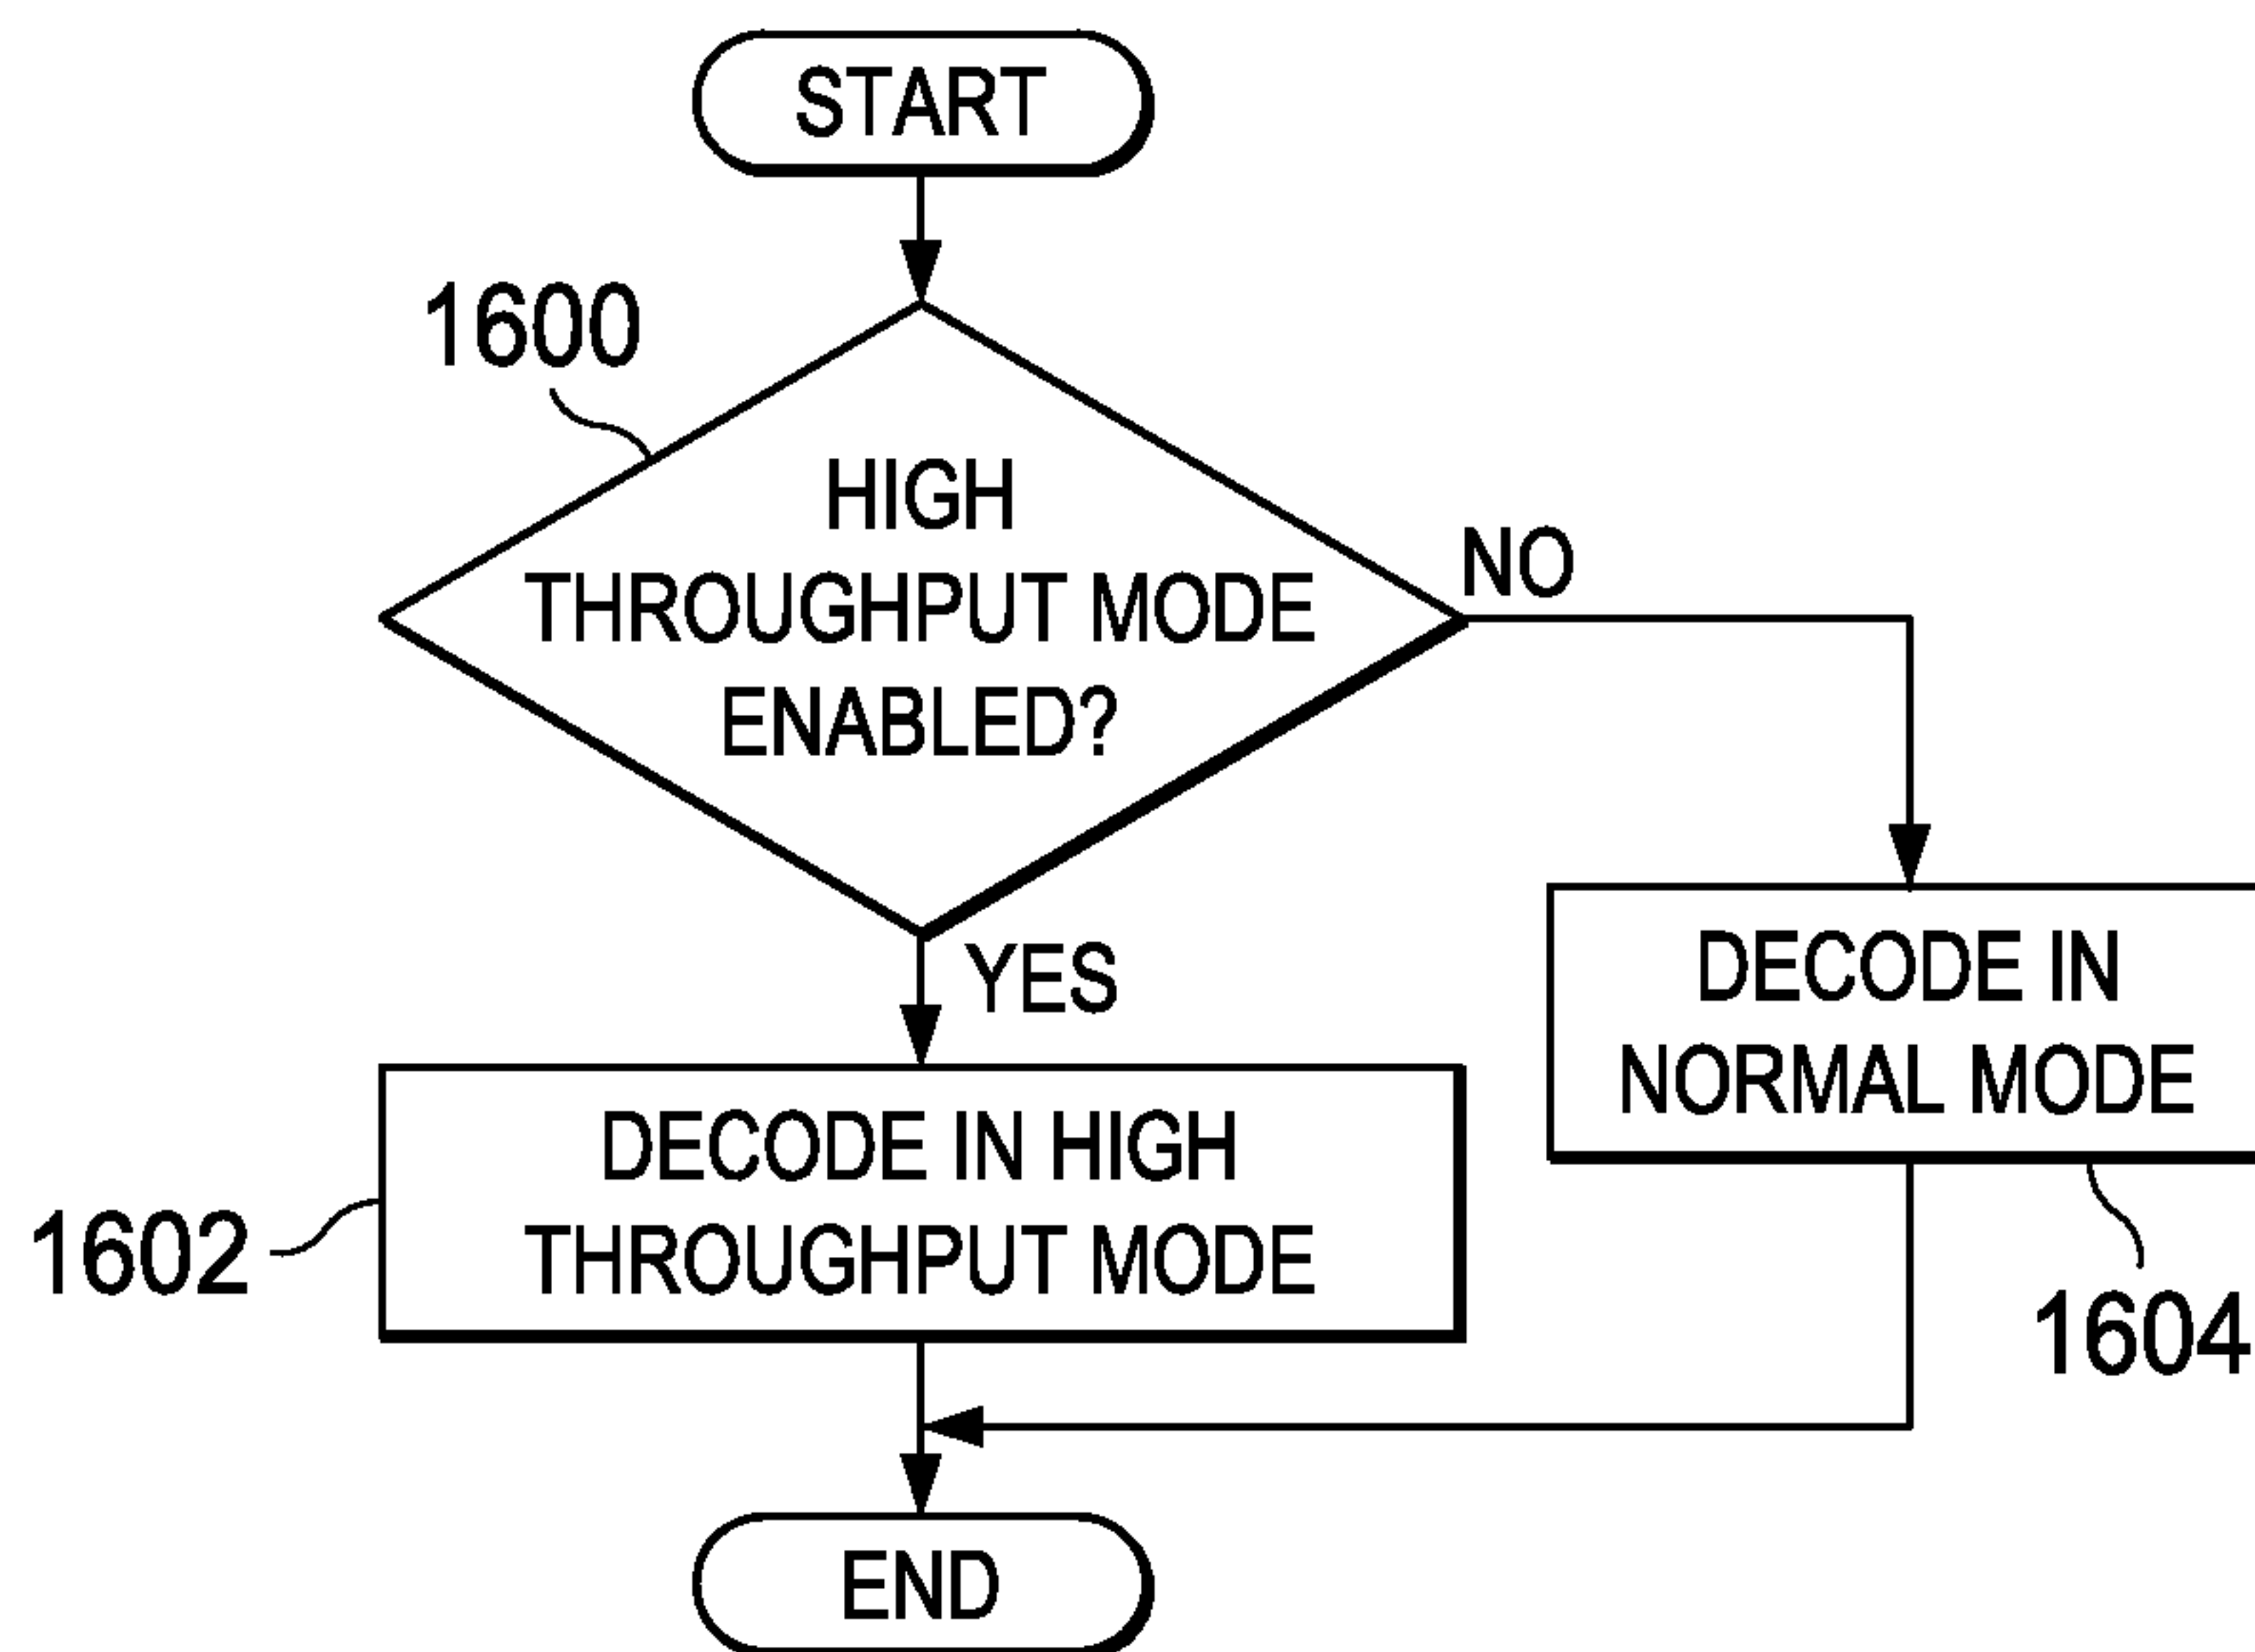 START
1600
HIGH
THROUGHPUT MODE
ENABLED?
NO
YES
DECODE IN
NORMAL MODE
DECODE IN HIGH
THROUGHPUT MODE
1602
1604
END